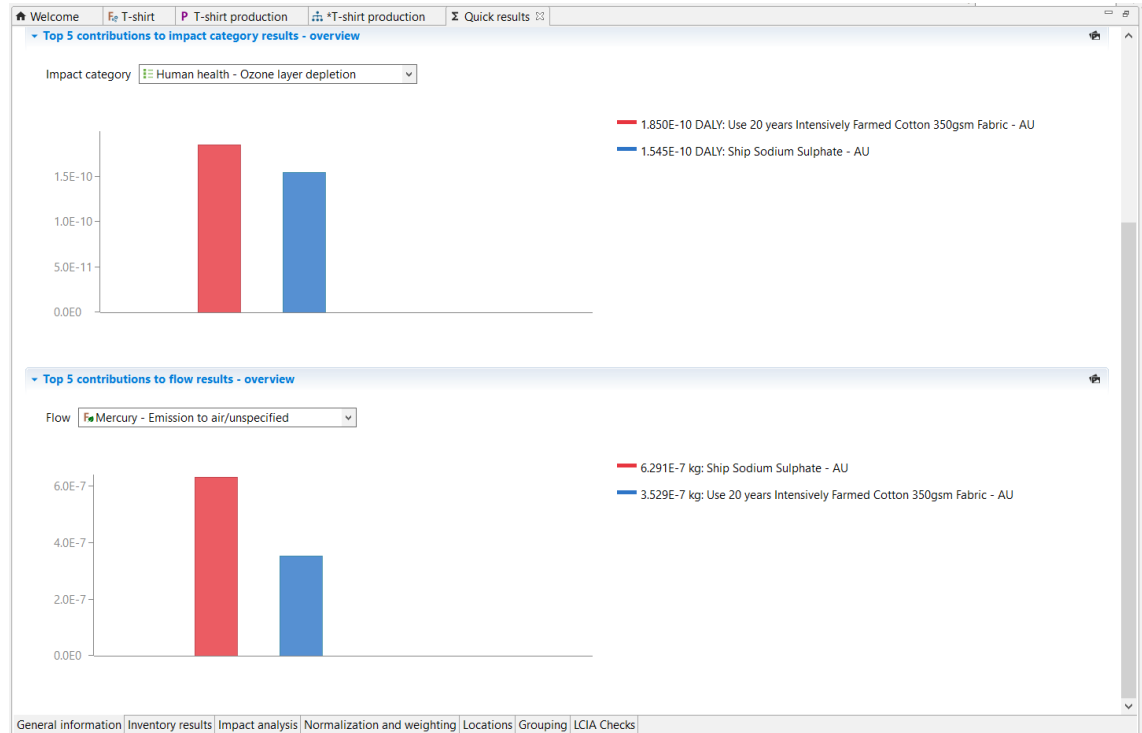 Welcome
T-shirt
P T-shirt production
*T-shirt production
Σ Quick results
Top 5 contributions to impact category results - overview
Impact category
Human health - Ozone layer depletion
1.850E-10 DALY: Use 20 years Intensively Farmed Cotton 350gsm Fabric - AU
1.545E-10 DALY: Ship Sodium Sulphate - AU
1.5E-10
1.0E-10
5.0E-11
0.0E0
Top 5 contributions to flow results - overview
Flow
Mercury - Emission to air/unspecified
6.291E-7 kg: Ship Sodium Sulphate - AU
3.529E-7 kg: Use 20 years Intensively Farmed Cotton 350gsm Fabric - AU
6.0E-7
4.0E-7
2.0E-7
0.0E0
General information
Inventory results
Impact analysis
Normalization and weighting
Locations
Grouping
LCIA Checks